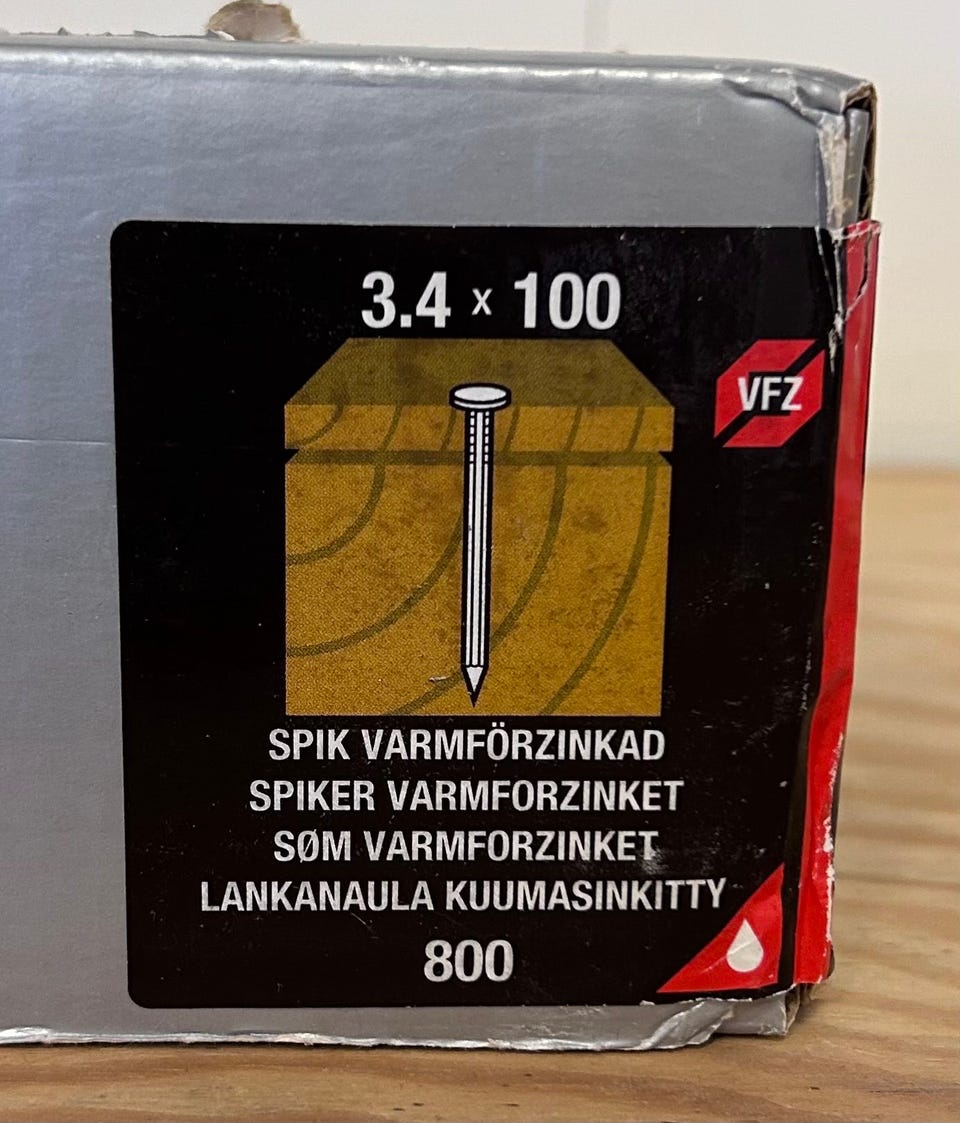 3.4 x 100
VFZ
SPIK VARMFÖRZINKAD
SPIKER VARMFORZINKET
SØM VARMFORZINKET
LANKANAULA KUUMASINKITTY
800